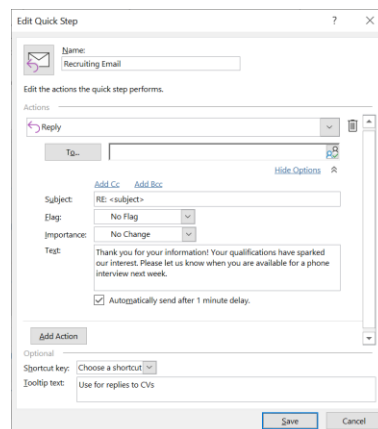 Edit Quick Step
Name:
Recruiting Email
Edit the actions the quick step performs.
Actions
Reply
To...
Hide Options
Add Cc Add Bcc
Subject: RE: <subject>
Flag: No Flag
Importance: No Change
Text: Thank you for your information! Your qualifications have sparked
our interest. Please let us know when you are available for a phone
interview next week.
Automatically send after 1 minute delay.
Add Action
Optional
Shortcut key: Choose a shortcut
Tooltip text: Use for replies to CVs
Save Cancel